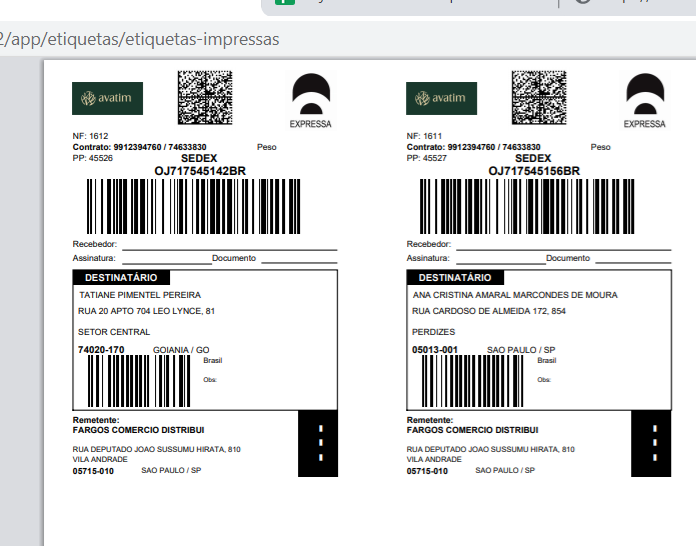 2/app/etiquetas/etiquetas-impressas
avatim
EXPRESSA
NF: 1612
Contrato: 9912394760 / 74633830 Peso
PP: 45526 SEDEX
OJ717545142BR
Recebedor:
Assinatura: Documento
DESTINATÁRIO
TATIANE PIMENTEL PEREIRA
RUA 20 APTO 704 LEO LYNCE, 81
SETOR CENTRAL
74020-170 GOIANIA / GO
Brasil
Obs:
Remetente:
FARGOS COMERCIO DISTRIBUI
RUA DEPUTADO JOAO SUSSUMU HIRATA, 810
VILA ANDRADE
05715-010 SAO PAULO / SP
avatim
EXPRESSA
NF: 1611
Contrato: 9912394760 / 74633830 Peso
PP: 45527 SEDEX
OJ717545156BR
Recebedor:
Assinatura: Documento
DESTINATÁRIO
ANA CRISTINA AMARAL MARCONDES DE MOURA
RUA CARDOSO DE ALMEIDA 172, 854
PERDIZES
05013-001 SAO PAULO / SP
Brasil
Obs:
Remetente:
FARGOS COMERCIO DISTRIBUI
RUA DEPUTADO JOAO SUSSUMU HIRATA, 810
VILA ANDRADE
05715-010 SAO PAULO / SP